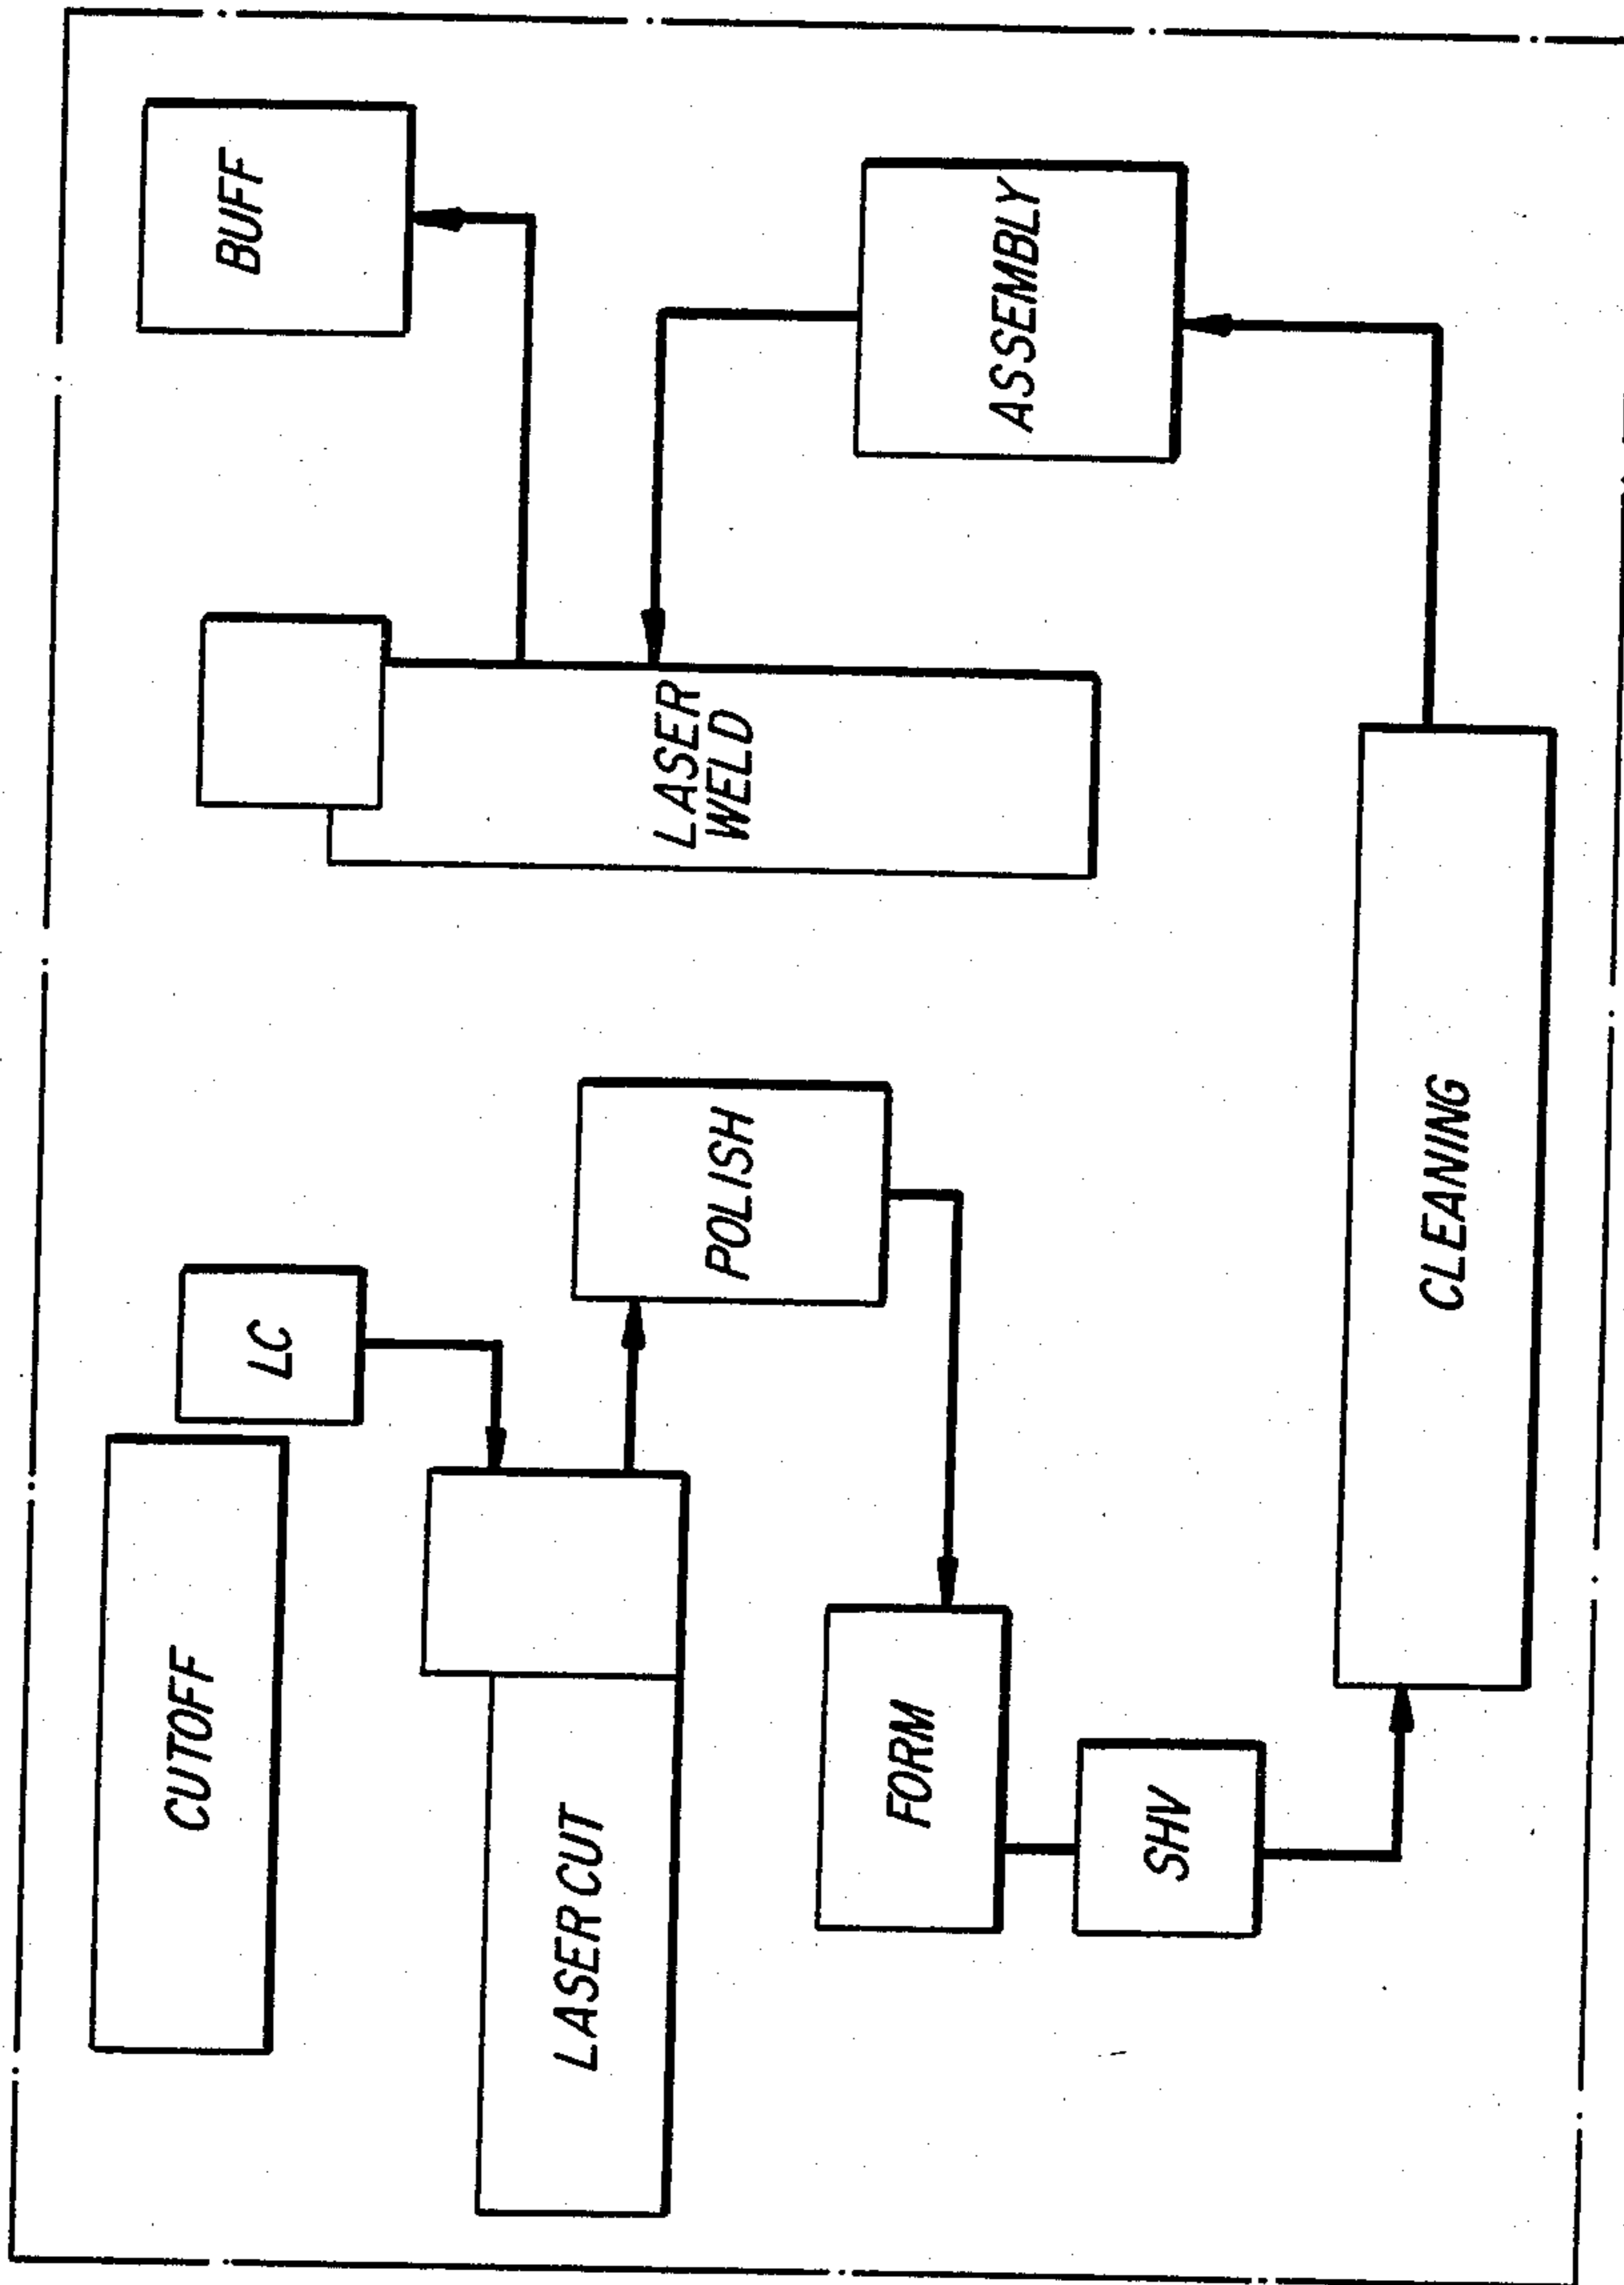 CUTOFF
LC
BUFF
LASER CUT
POLISH
LASER
WELD
FORM
SHV
ASSEMBLY
CLEANING